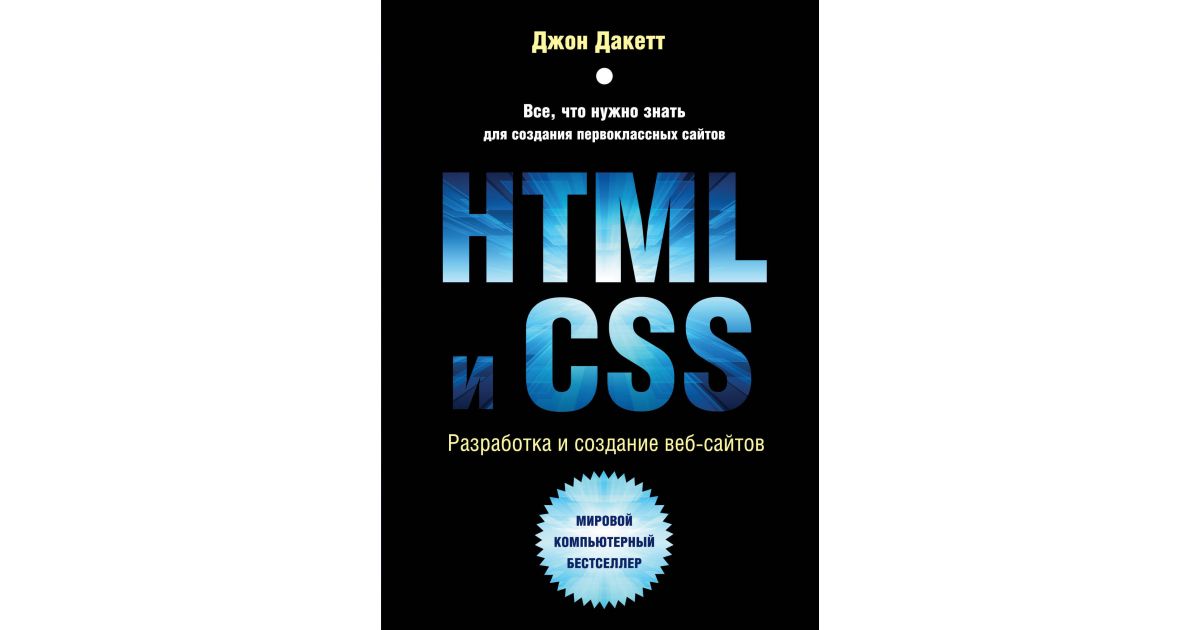 Джон Дакетт
Все, что нужно знать
для создания первоклассных сайтов
HTML
и CSS
Разработка и создание веб-сайтов
МИРОВОЙ
КОМПЬЮТЕРНЫЙ
БЕСТСЕЛЛЕР